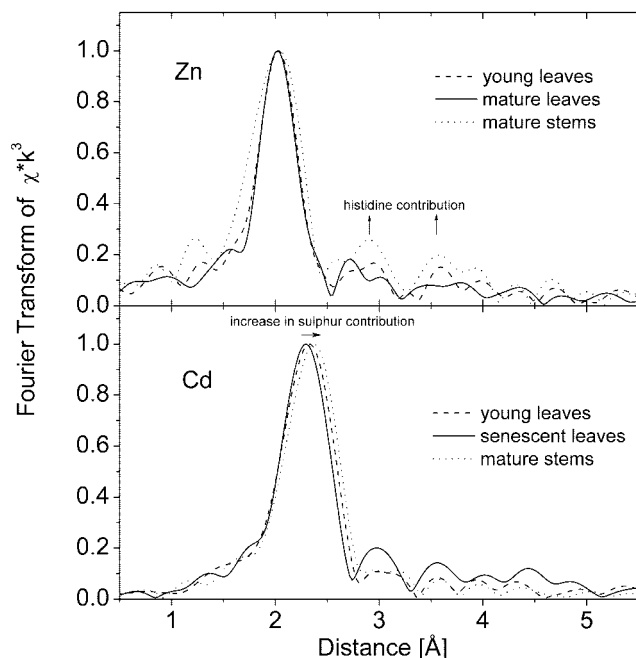 Fourier Transform of χ*k³
1.0
0.8
0.6
0.4
0.2
0.0
Zn
young leaves
mature leaves
mature stems
histidine contribution
1.0
0.8
0.6
0.4
0.2
0.0
increase in sulphur contribution
Cd
young leaves
senescent leaves
mature stems
1 2 3 4 5
Distance [Å]